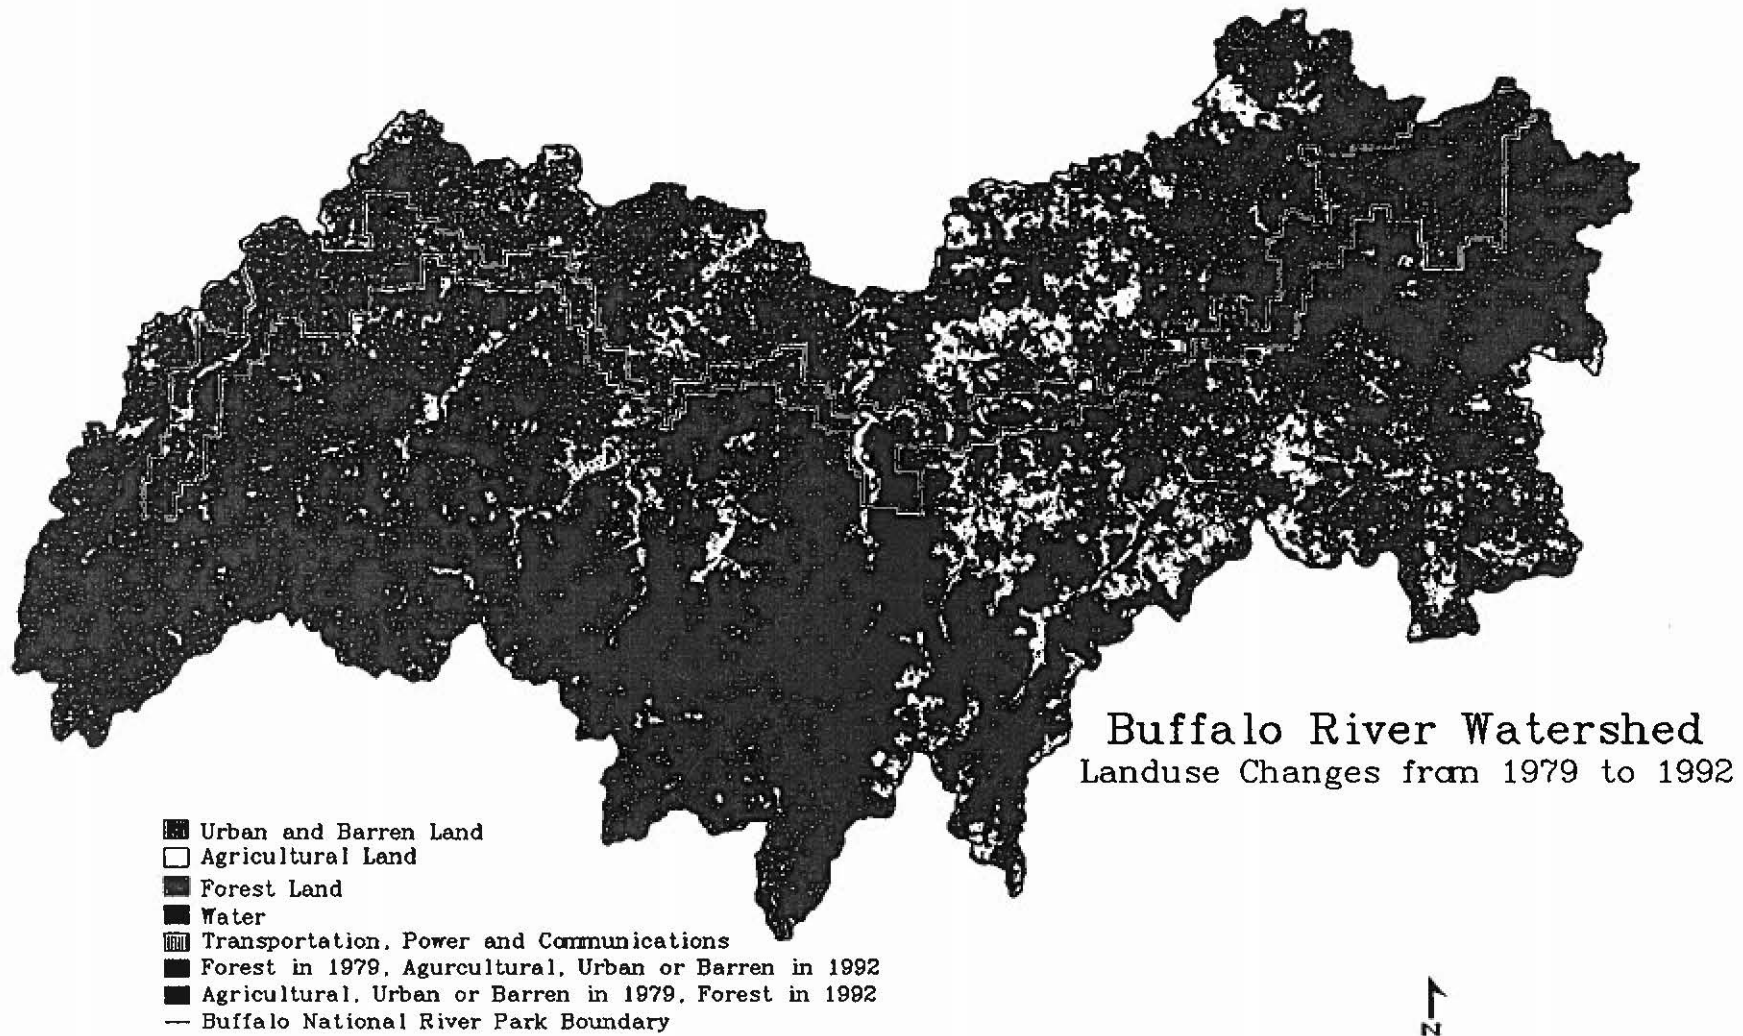 Buffalo River Watershed
Landuse Changes from 1979 to 1992
Urban and Barren Land
Agricultural Land
Forest Land
Water
Transportation, Power and Communications
Forest in 1979, Agurcultural, Urban or Barren in 1992
Agricultural, Urban or Barren in 1979, Forest in 1992
Buffalo National River Park Boundary
N